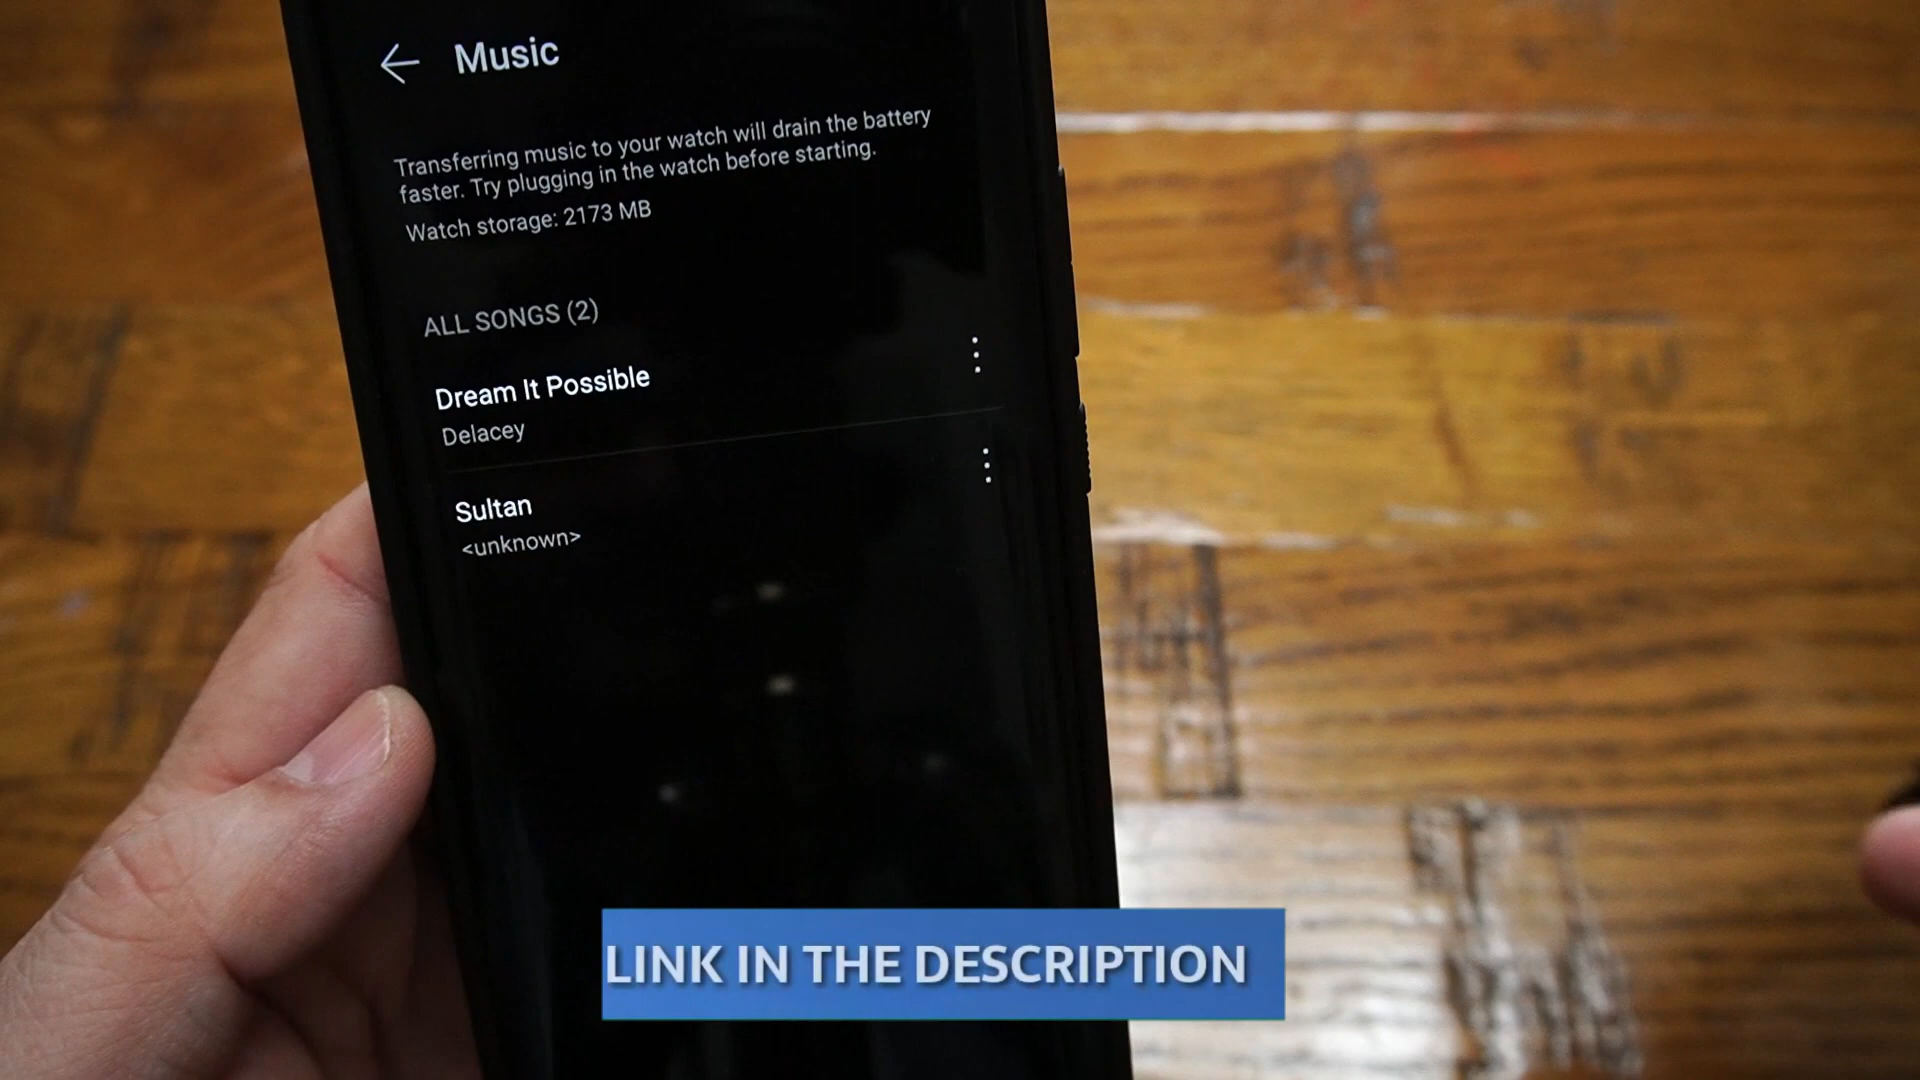 Music
Transferring music to your watch will drain the battery
faster. Try plugging in the watch before starting.
Watch storage: 2173 MB
ALL SONGS (2)
Dream It Possible
Delacey
Sultan
<unknown>
LINK IN THE DESCRIPTION